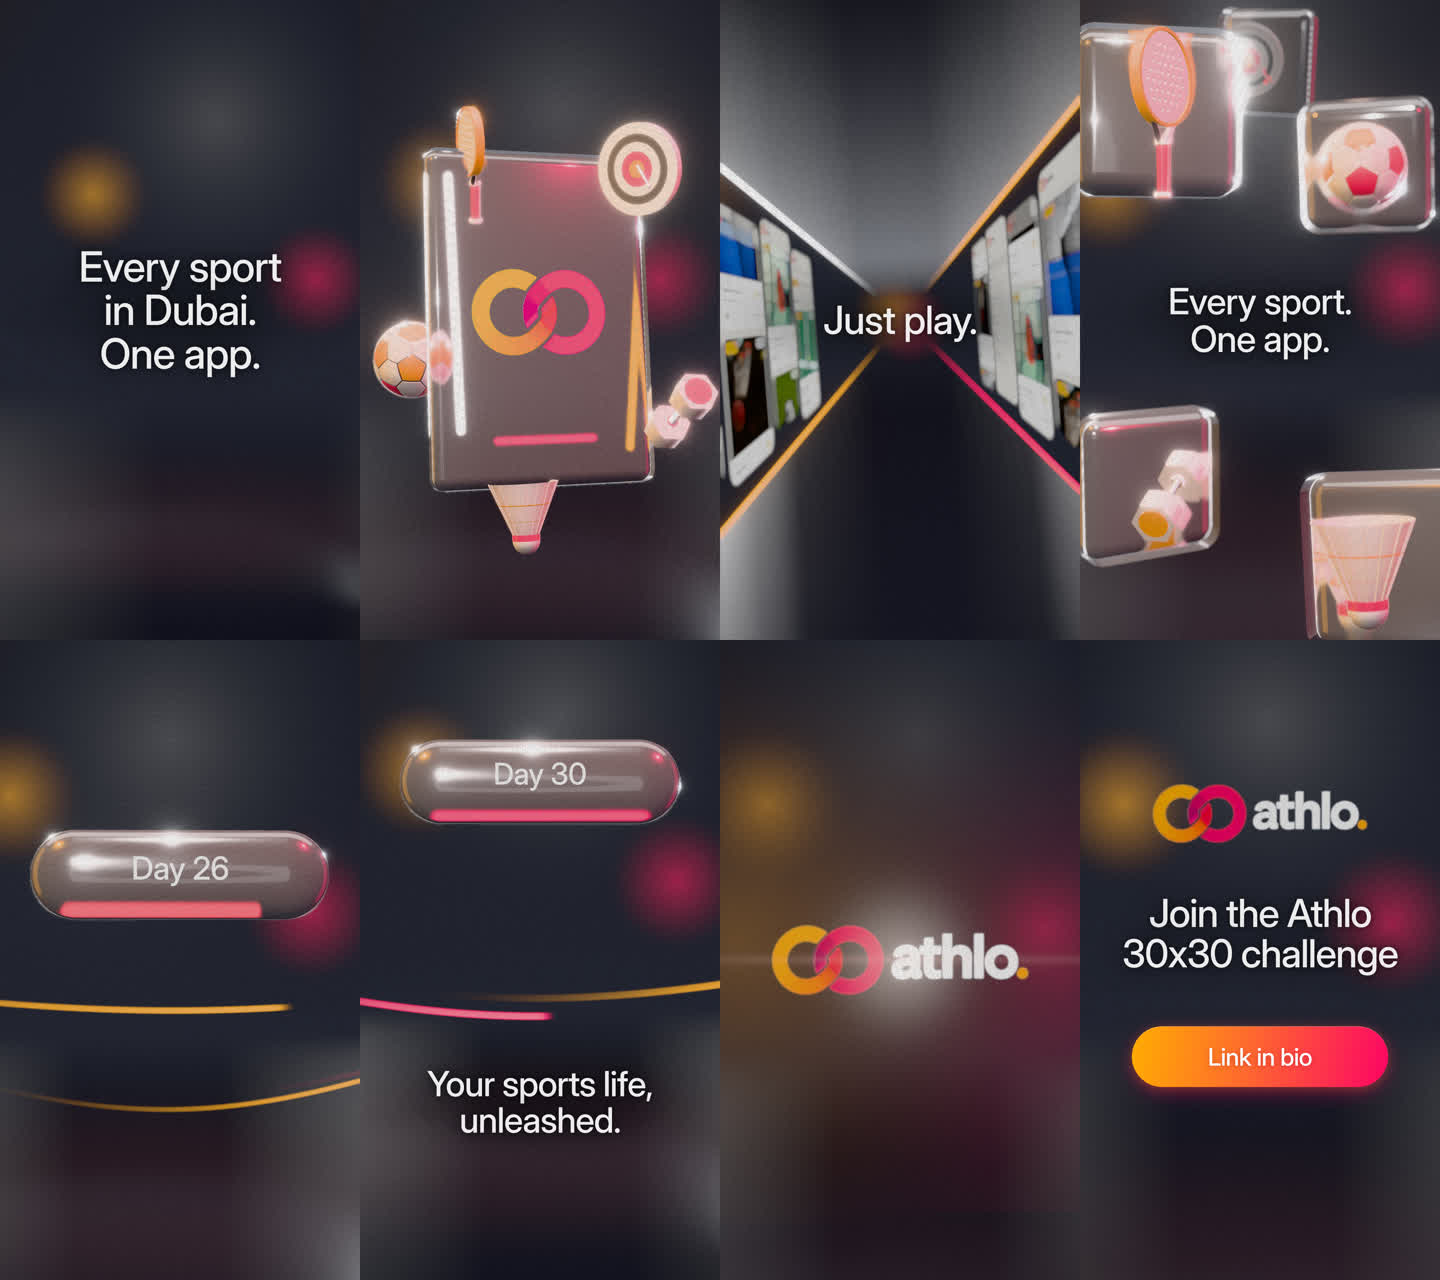 Every sport
in Dubai.
One app.
Just play.
Every sport.
One app.
Day 26
Day 30
Your sports life,
unleashed.
athlo.
athlo.
Join the Athlo
30x30 challenge
Link in bio